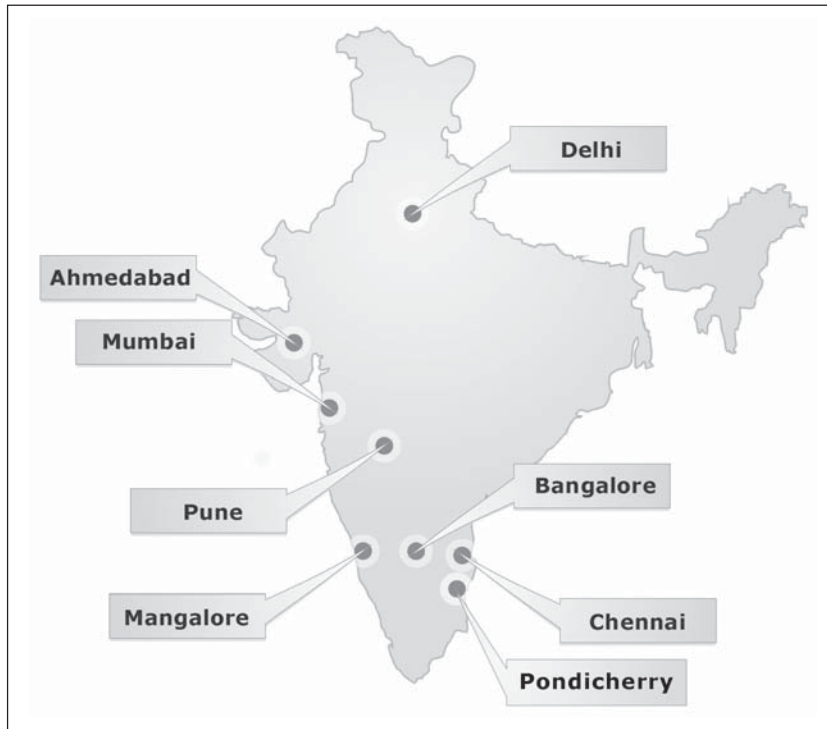 Delhi
Ahmedabad
Mumbai
Bangalore
Pune
Mangalore
Chennai
Pondicherry